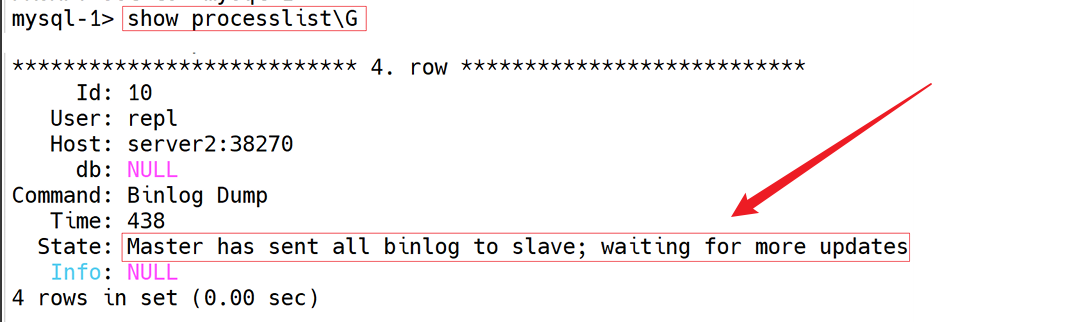 mysql-1> show processlist\G
*************************** 4. row ***************************
Id: 10
User: repl
Host: server2:38270
db: NULL
Command: Binlog Dump
Time: 438
State: Master has sent all binlog to slave; waiting for more updates
Info: NULL
4 rows in set (0.00 sec)